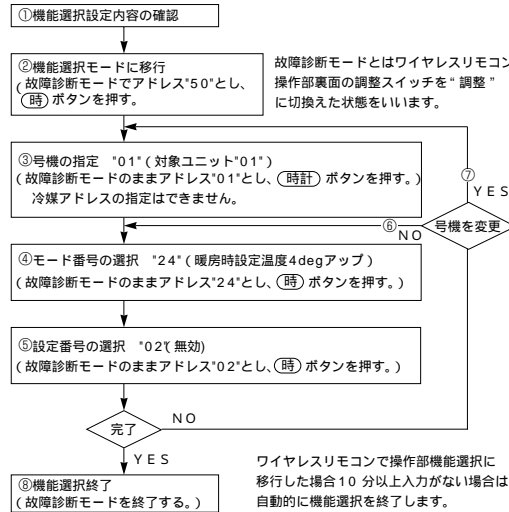 ①機能選択設定内容の確認
②機能選択モードに移行
(故障診断モードでアドレス"50"とし、
時 ボタンを押す。
故障診断モードとはワイヤレスリモコン
操作部裏面の調整スイッチを"調整"
に切換えた状態をいいます。
③号機の指定 "01"(対象ユニット"01")
(故障診断モードのままアドレス"01"とし、時計 ボタンを押す。)
冷媒アドレスの指定はできません。
⑦
YES
号機を変更
⑥
NO
④モード番号の選択 "24"(暖房時設定温度4degアップ)
(故障診断モードのままアドレス"24"とし、時 ボタンを押す。)
⑤設定番号の選択 "02"(無効)
(故障診断モードのままアドレス"02"とし、時 ボタンを押す。)
完了
NO
YES
⑧機能選択終了
(故障診断モードを終了する。)
ワイヤレスリモコンで操作部機能選択に
移行した場合10 分以上入力がない場合は
自動的に機能選択を終了します。